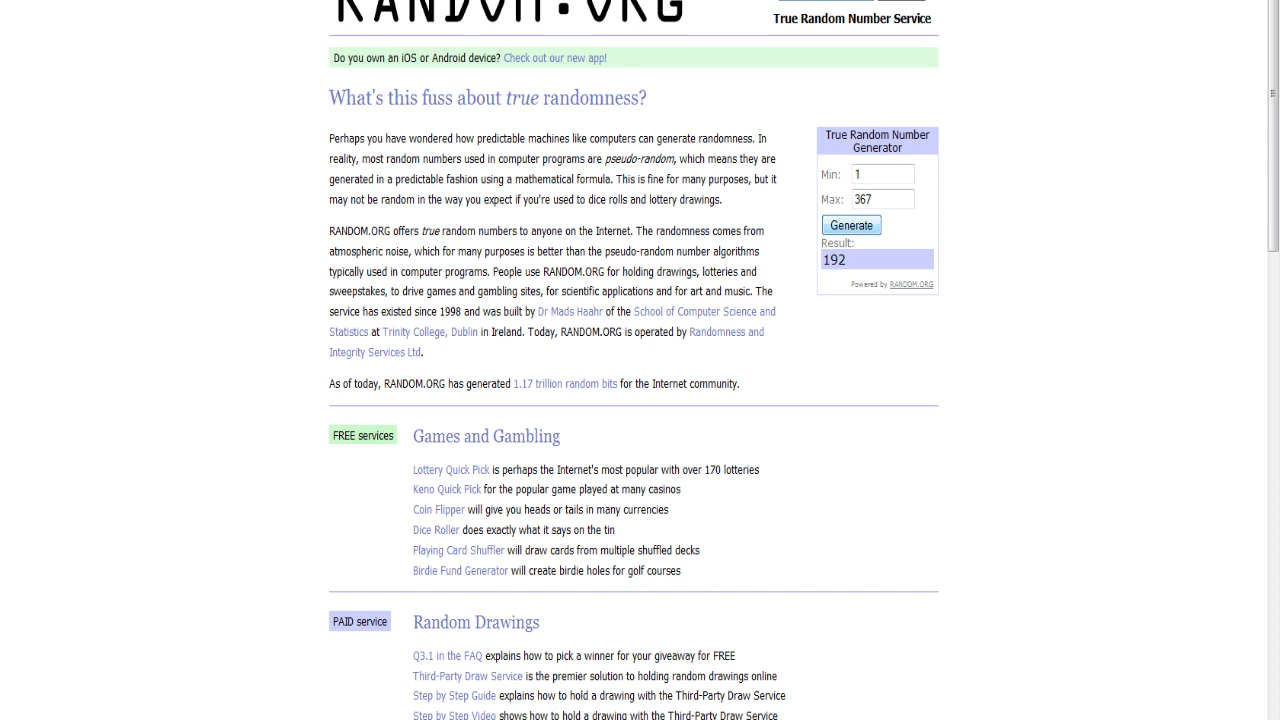 RANDOM.ORG
True Random Number Service
Do you own an iOS or Android device? Check out our new app!
What's this fuss about true randomness?
Perhaps you have wondered how predictable machines like computers can generate randomness. In
reality, most random numbers used in computer programs are pseudo-random, which means they are
generated in a predictable fashion using a mathematical formula. This is fine for many purposes, but it
may not be random in the way you expect if you're used to dice rolls and lottery drawings.
RANDOM.ORG offers true random numbers to anyone on the Internet. The randomness comes from
atmospheric noise, which for many purposes is better than the pseudo-random number algorithms
typically used in computer programs. People use RANDOM.ORG for holding drawings, lotteries and
sweepstakes, to drive games and gambling sites, for scientific applications and for art and music. The
service has existed since 1998 and was built by Dr Mads Haahr of the School of Computer Science and
Statistics at Trinity College, Dublin in Ireland. Today, RANDOM.ORG is operated by Randomness and
Integrity Services Ltd.
As of today, RANDOM.ORG has generated 1.17 trillion random bits for the Internet community.
True Random Number
Generator
Min: 1
Max: 367
Generate
Result:
192
Powered by RANDOM.ORG
FREE services
Games and Gambling
Lottery Quick Pick is perhaps the Internet's most popular with over 170 lotteries
Keno Quick Pick for the popular game played at many casinos
Coin Flipper will give you heads or tails in many currencies
Dice Roller does exactly what it says on the tin
Playing Card Shuffler will draw cards from multiple shuffled decks
Birdie Fund Generator will create birdie holes for golf courses
PAID service
Random Drawings
Q3.1 in the FAQ explains how to pick a winner for your giveaway for FREE
Third-Party Draw Service is the premier solution to holding random drawings online
Step by Step Guide explains how to hold a drawing with the Third-Party Draw Service
Step by Step Video shows how to hold a drawing with the Third-Party Draw Service